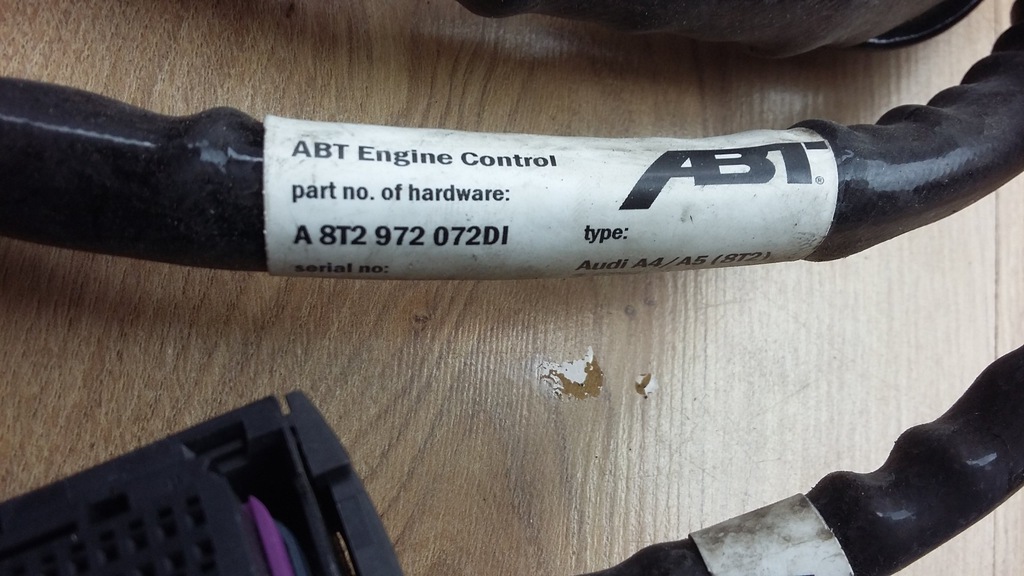 ABT Engine Control
ABT®
part no. of hardware:
A 8T2 972 072DI
type:
serial no:
Audi A4/A5 (8T2)